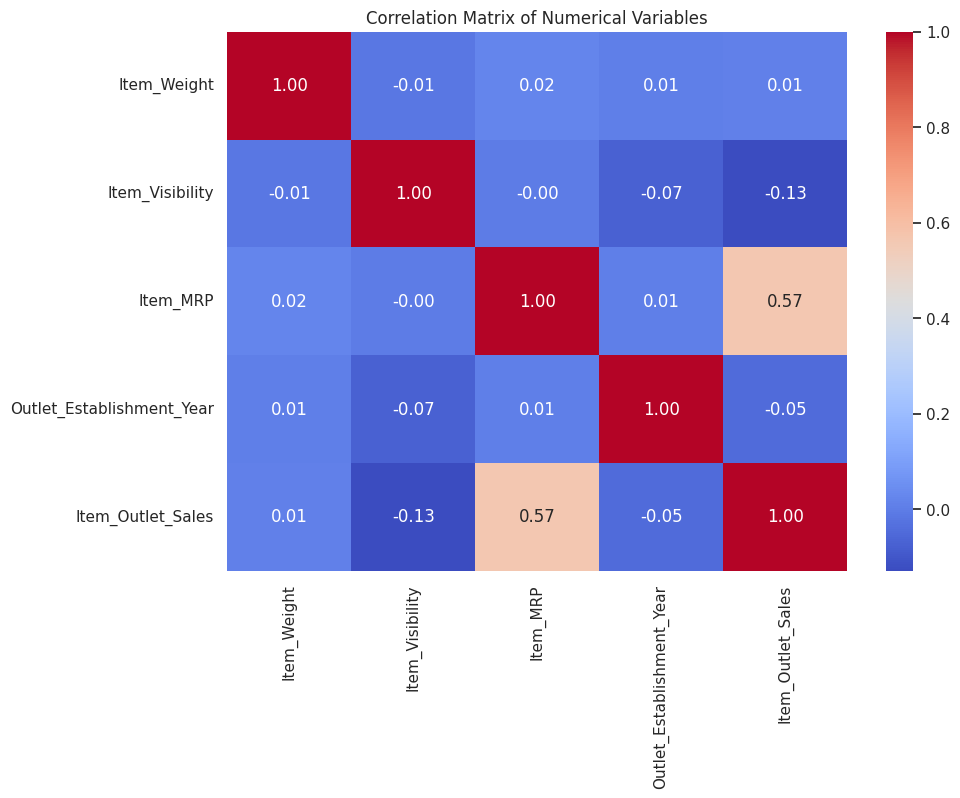 Correlation Matrix of Numerical Variables
Item_Weight 1.00 -0.01 0.02 0.01 0.01
Item_Visibility -0.01 1.00 -0.00 -0.07 -0.13
Item_MRP 0.02 -0.00 1.00 0.01 0.57
Outlet_Establishment_Year 0.01 -0.07 0.01 1.00 -0.05
Item_Outlet_Sales 0.01 -0.13 0.57 -0.05 1.00
Item_Weight
Item_Visibility
Item_MRP
Outlet_Establishment_Year
Item_Outlet_Sales
1.0
0.8
0.6
0.4
0.2
0.0